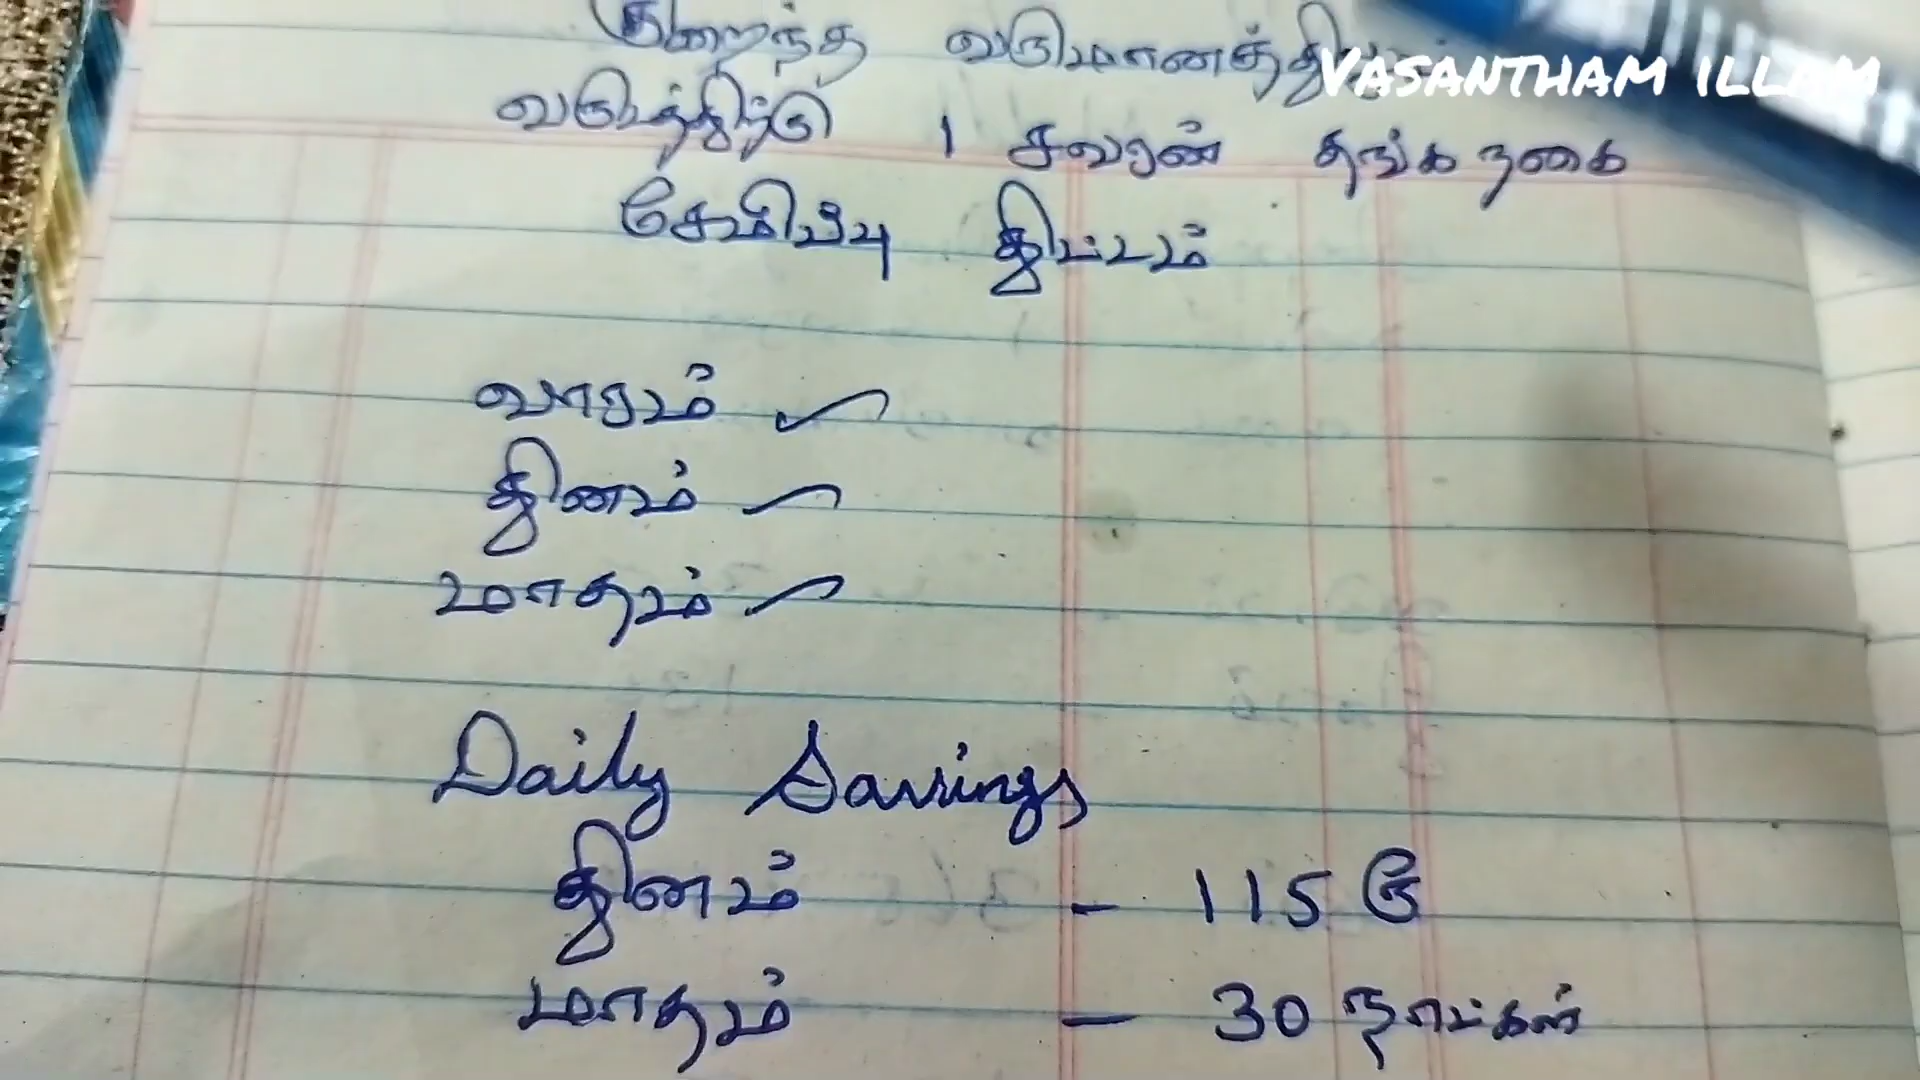 குறைந்த வருமானத்தில்
VASANTHAM ILLAM
வருடத்திற்கு 1 சவரன் தங்க நகை
சேமிப்பு திட்டம்
வாரம்
தினம்
மாதம்
Daily Savings
தினம் - 115 ரூ
மாதம் - 30 நாட்கள்